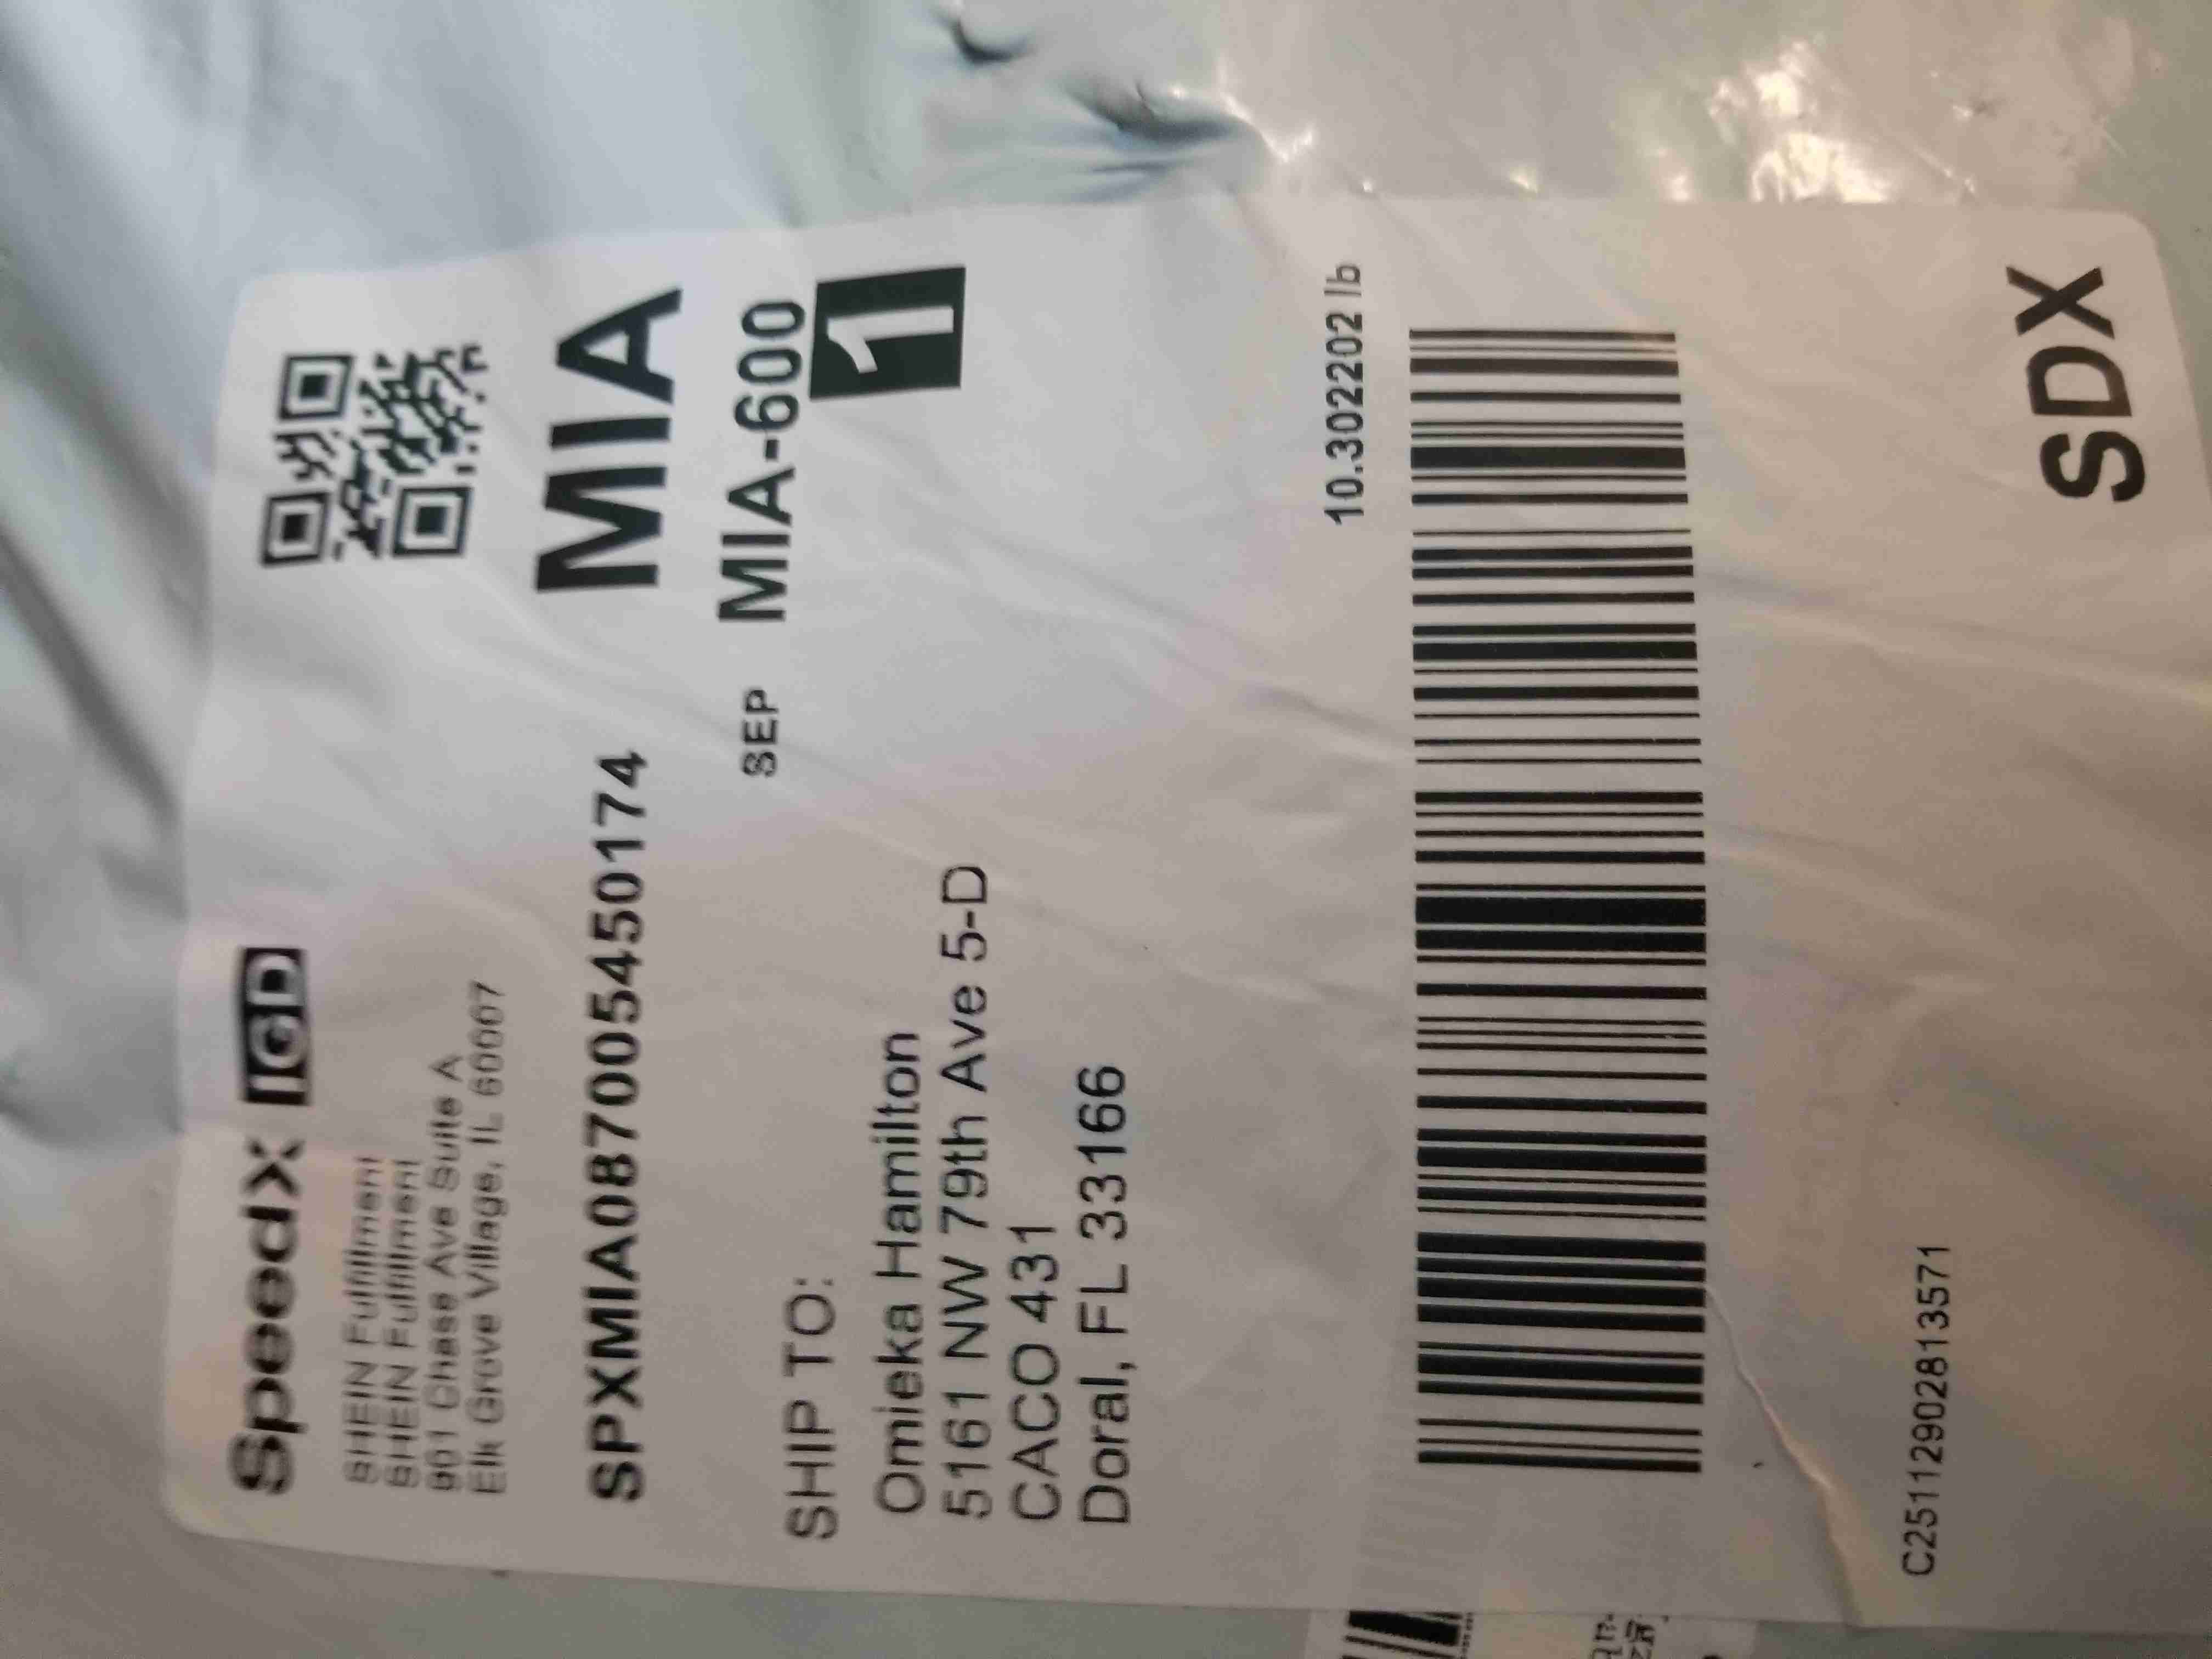 SpeedX IGD
SHEIN Fulfillment
SHEIN Fulfillment
901 Chase Ave Suite A
Elk Grove Village, IL 60007
SPXMIA087005450174
MIA
SEP MIA-600
1
SHIP TO:
Omieka Hamilton
5161 NW 79th Ave 5-D
CACO 431
Doral, FL 33166
10.302202 lb
C25112902813571
SDX